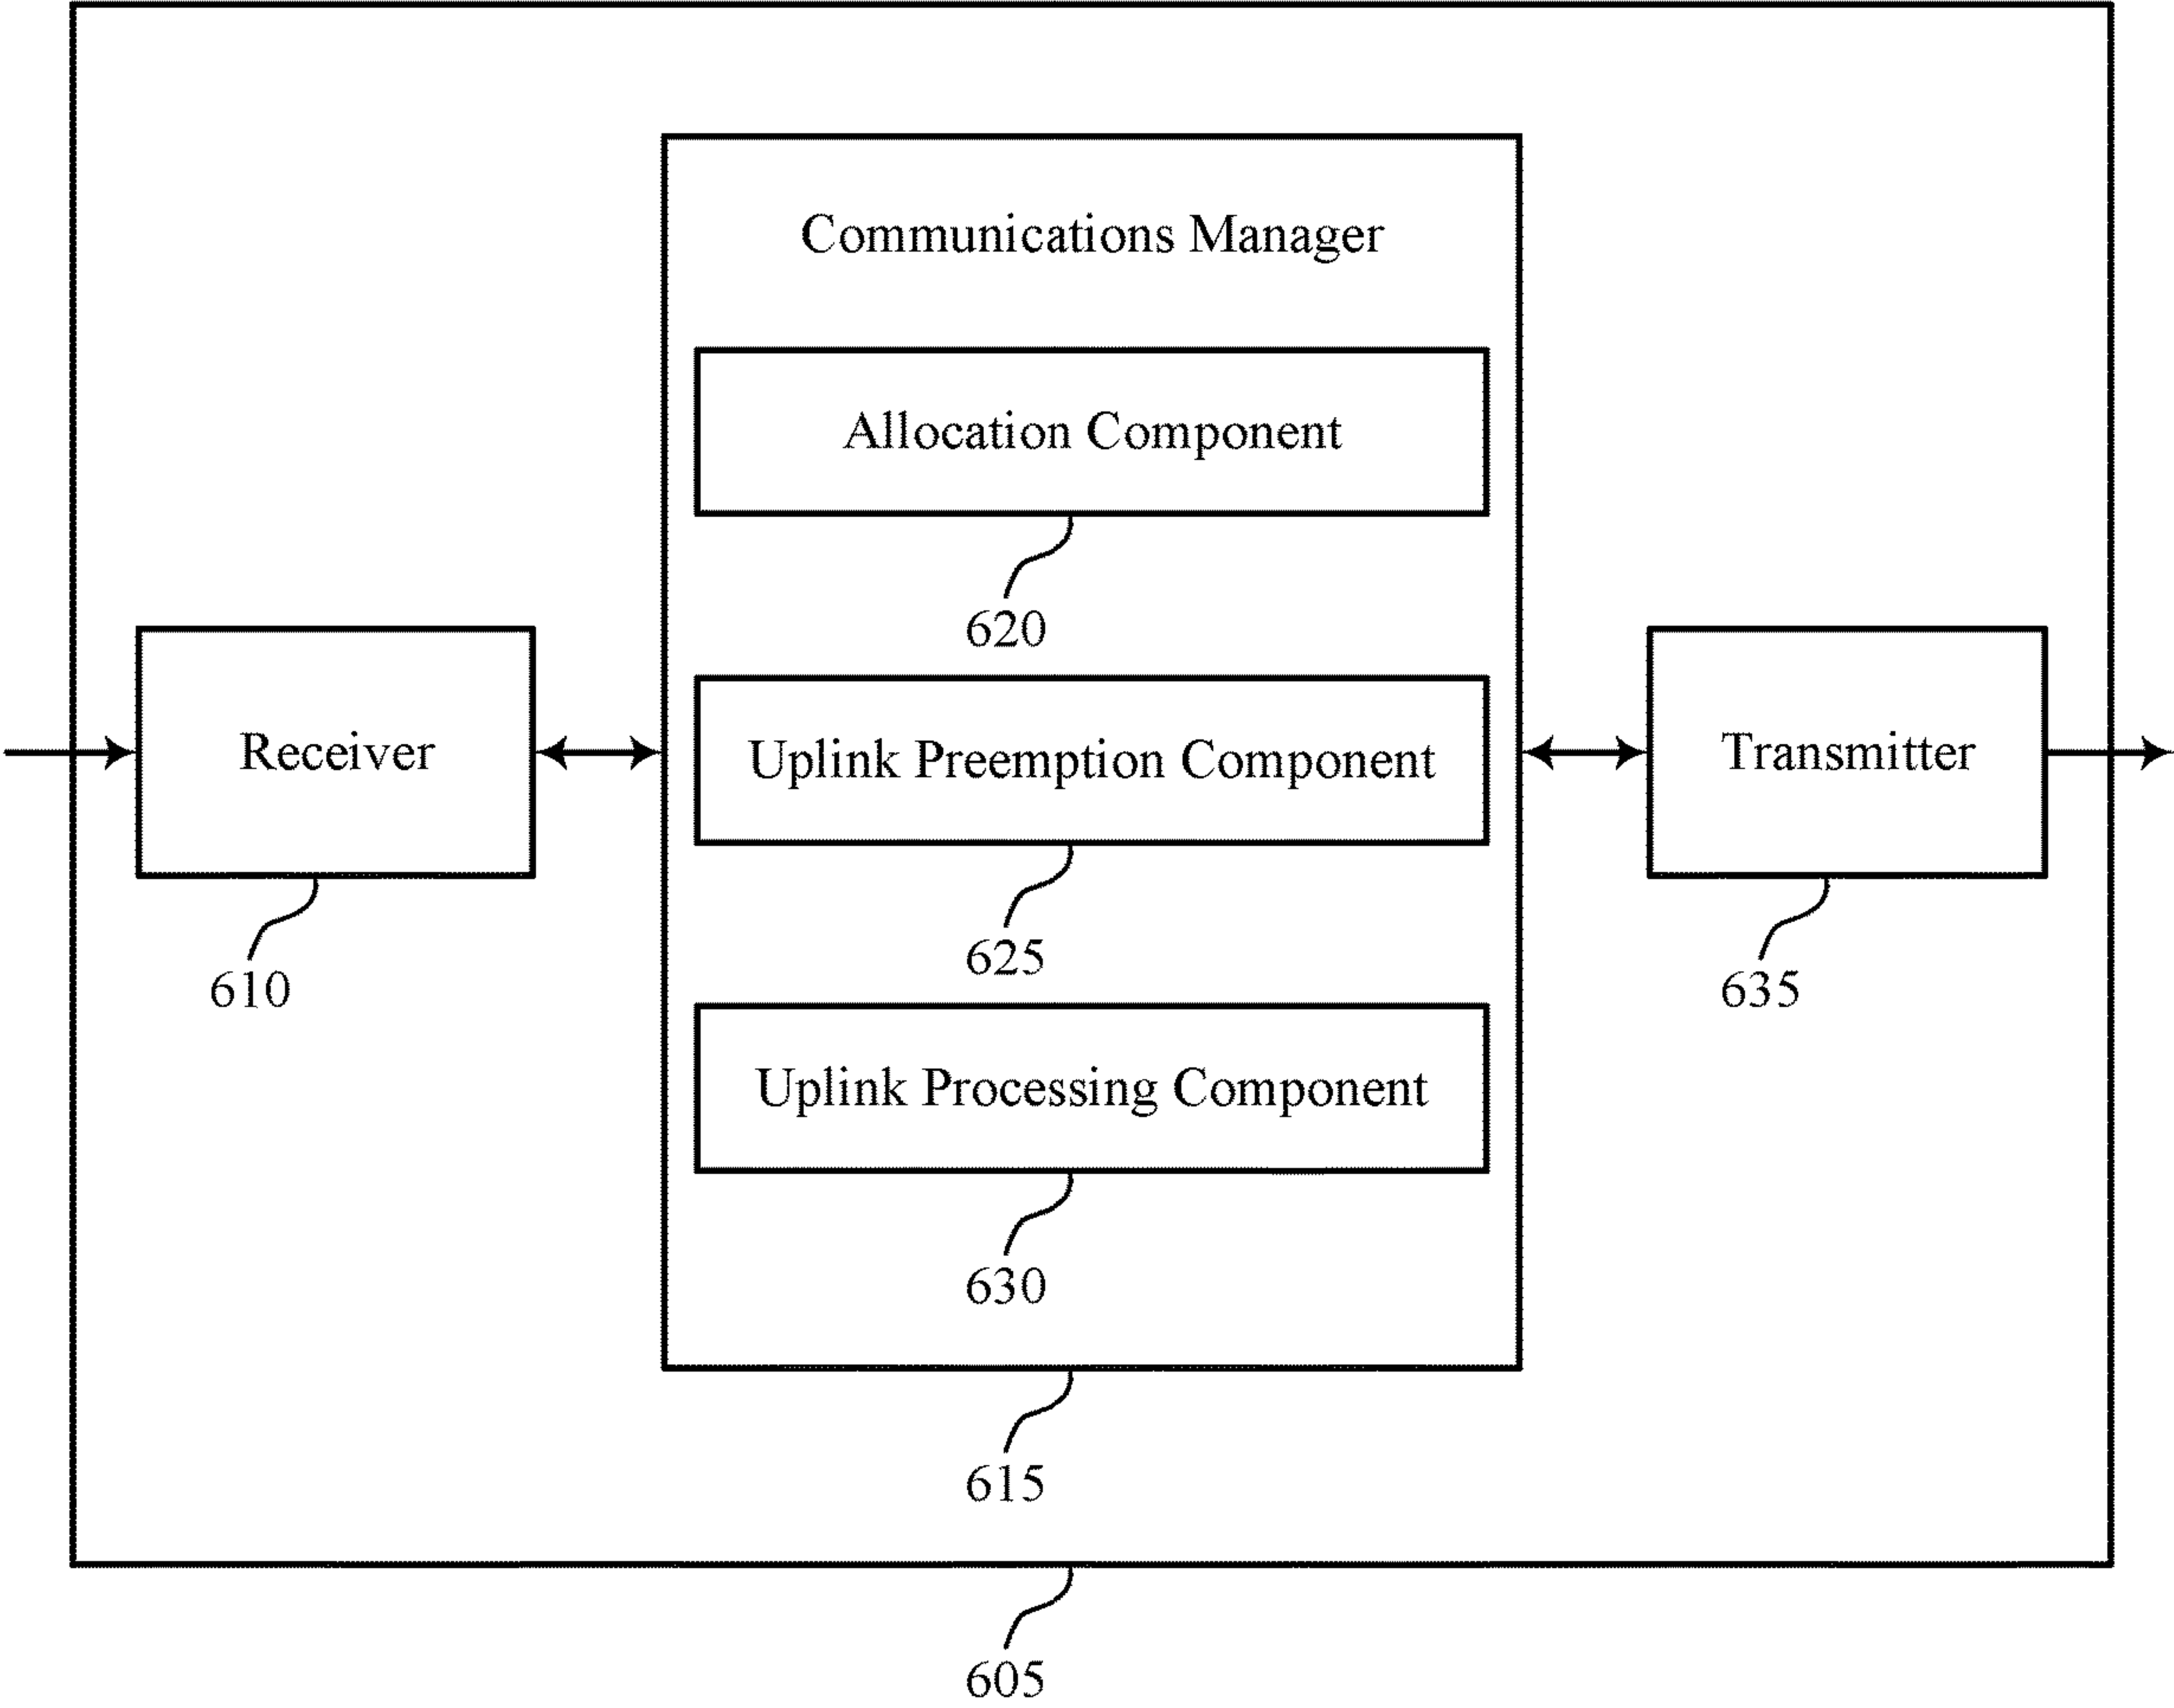 Communications Manager
Allocation Component
620
Receiver
610
Uplink Preemption Component
625
Transmitter
635
Uplink Processing Component
630
615
605